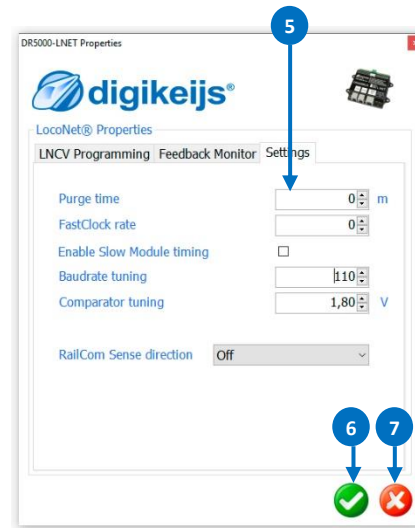 5
DR5000-LNET Properties
digikeijs®
LocoNet® Properties
LNCV Programming Feedback Monitor Settings
Purge time 0 m
FastClock rate 0
Enable Slow Module timing
Baudrate tuning 110
Comparator tuning 1,80 V
RailCom Sense direction Off
6 7